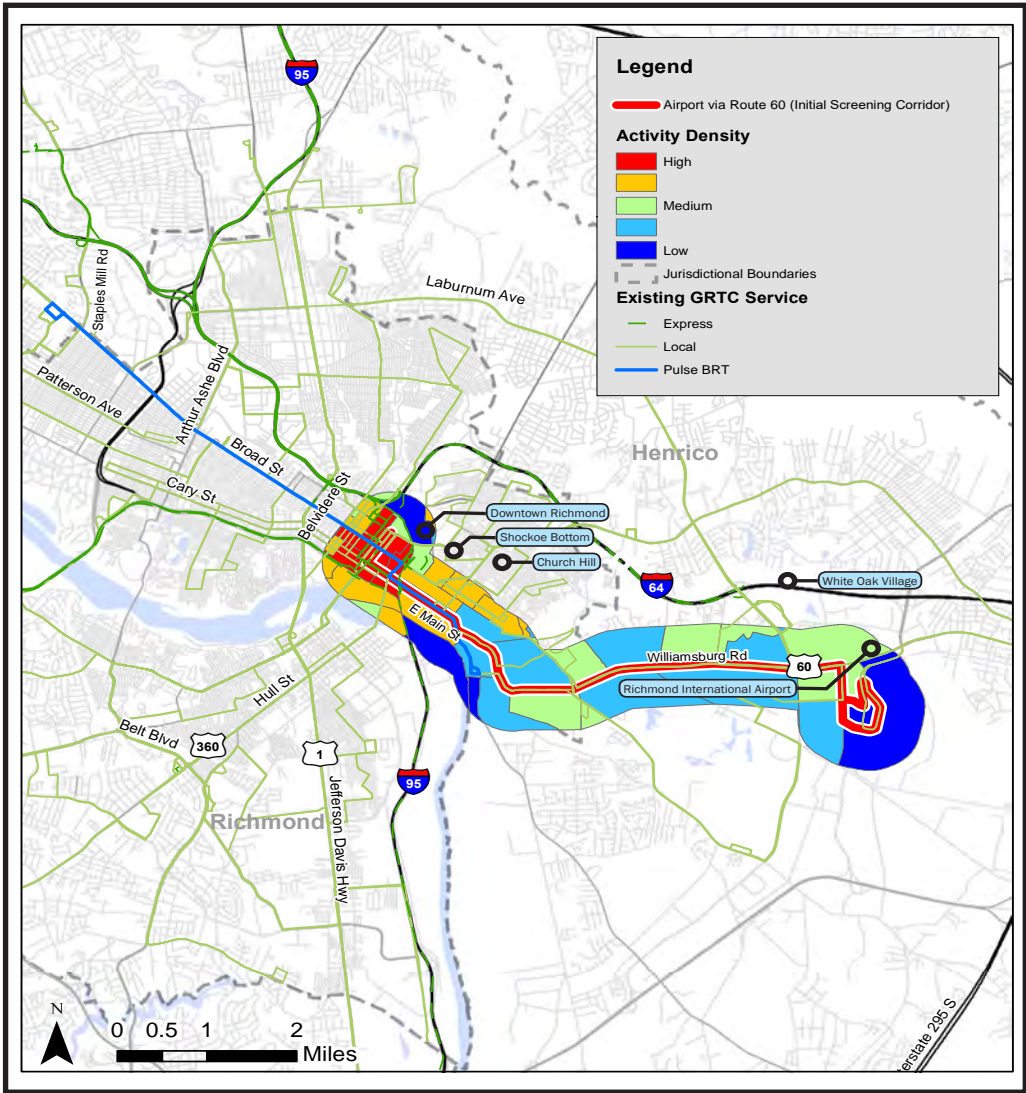 Legend
Airport via Route 60 (Initial Screening Corridor)
Activity Density
High
Medium
Low
Jurisdictional Boundaries
Existing GRTC Service
Express
Local
Pulse BRT
95
Staples Mill Rd
Laburnum Ave
Arthur Ashe Blvd
Patterson Ave
Broad St
Cary St
Belvidere St
Henrico
Downtown Richmond
Shockoe Bottom
Church Hill
64
White Oak Village
E Main St
Williamsburg Rd
60
Richmond International Airport
Hull St
Belt Blvd
360
1
95
Jefferson Davis Hwy
Richmond
terstate 295 S
N
0 0.5 1 2
Miles